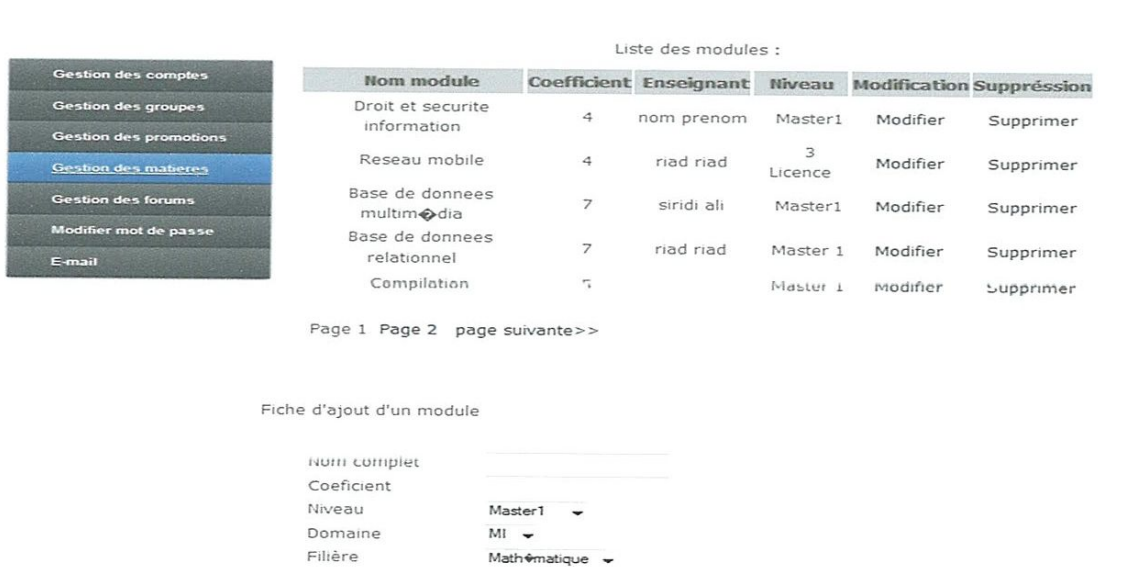 Liste des modules :
Gestion des comptes
Gestion des groupes
Gestion des promotions
Gestion des matieres
Gestion des forums
Modifier mot de passe
E-mail
Nom module Coefficient Enseignant Niveau Modification Suppréssion
Droit et securite information 4 nom prenom Master1 Modifier Supprimer
Reseau mobile 4 riad riad 3 Licence Modifier Supprimer
Base de donnees multim�dia 7 siridi ali Master1 Modifier Supprimer
Base de donnees relationnel 7 riad riad Master 1 Modifier Supprimer
Compilation 5 Master 1 Modifier Supprimer
Page 1 Page 2 page suivante>>
Fiche d'ajout d'un module
Nom complet
Coeficient
Niveau Master1
Domaine MI
Filière Math�matique